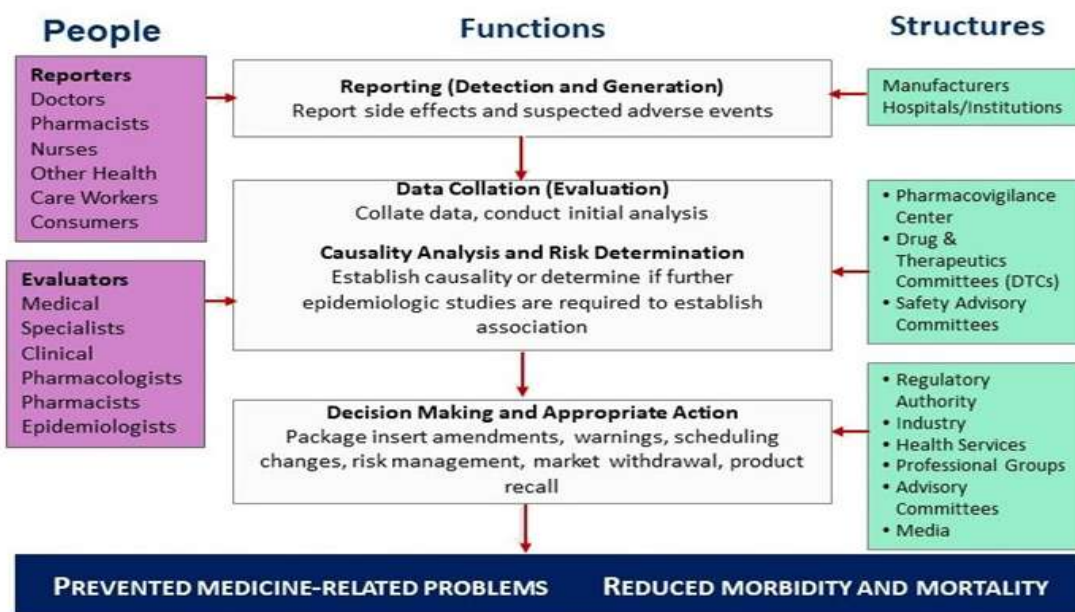 People
Functions
Structures
Reporters
Doctors
Pharmacists
Nurses
Other Health
Care Workers
Consumers
Evaluators
Medical
Specialists
Clinical
Pharmacologists
Pharmacists
Epidemiologists
Reporting (Detection and Generation)
Report side effects and suspected adverse events
Data Collation (Evaluation)
Collate data, conduct initial analysis
Causality Analysis and Risk Determination
Establish causality or determine if further
epidemiologic studies are required to establish
association
Decision Making and Appropriate Action
Package insert amendments, warnings, scheduling
changes, risk management, market withdrawal, product
recall
Manufacturers
Hospitals/Institutions
• Pharmacovigilance
Center
• Drug &
Therapeutics
Committees (DTCs)
• Safety Advisory
Committees
• Regulatory
Authority
• Industry
• Health Services
• Professional Groups
• Advisory
Committees
• Media
PREVENTED MEDICINE-RELATED PROBLEMS
REDUCED MORBIDITY AND MORTALITY